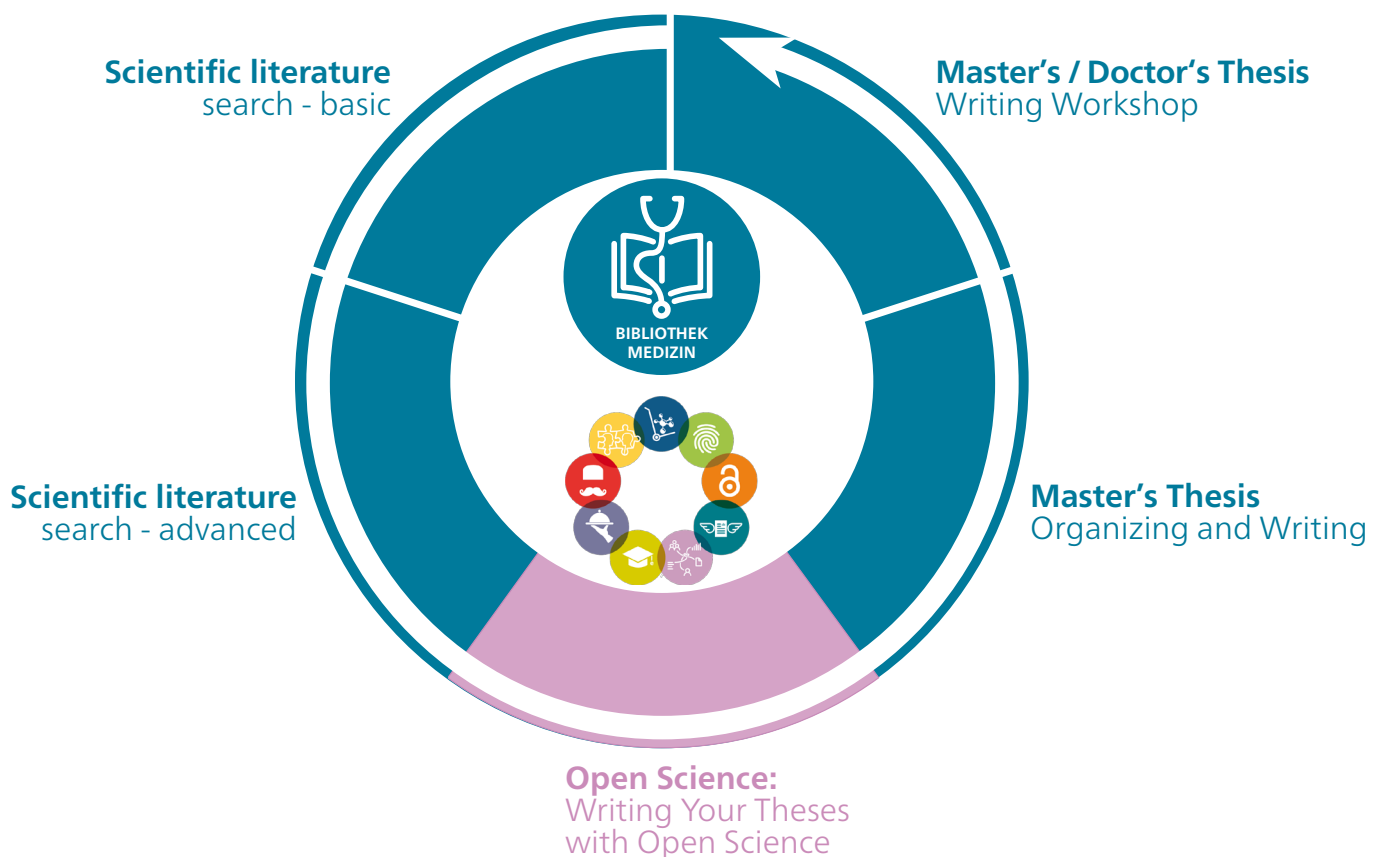 Scientific literature
search - basic
Master's / Doctor‘s Thesis
Writing Workshop
BIBLIOTHEK
MEDIZIN
Scientific literature
search - advanced
Master’s Thesis
Organizing and Writing
Open Science:
Writing Your Theses
with Open Science